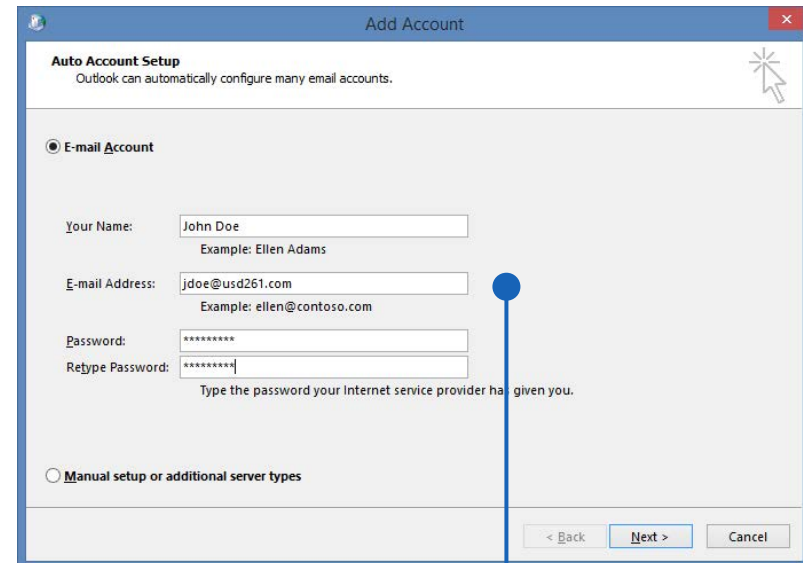 Add Account
Auto Account Setup
Outlook can automatically configure many email accounts.
E-mail Account
Your Name: John Doe
Example: Ellen Adams
E-mail Address: jdoe@usd261.com
Example: ellen@contoso.com
Password: *********
Retype Password: *********
Type the password your Internet service provider has given you.
Manual setup or additional server types
< Back Next > Cancel